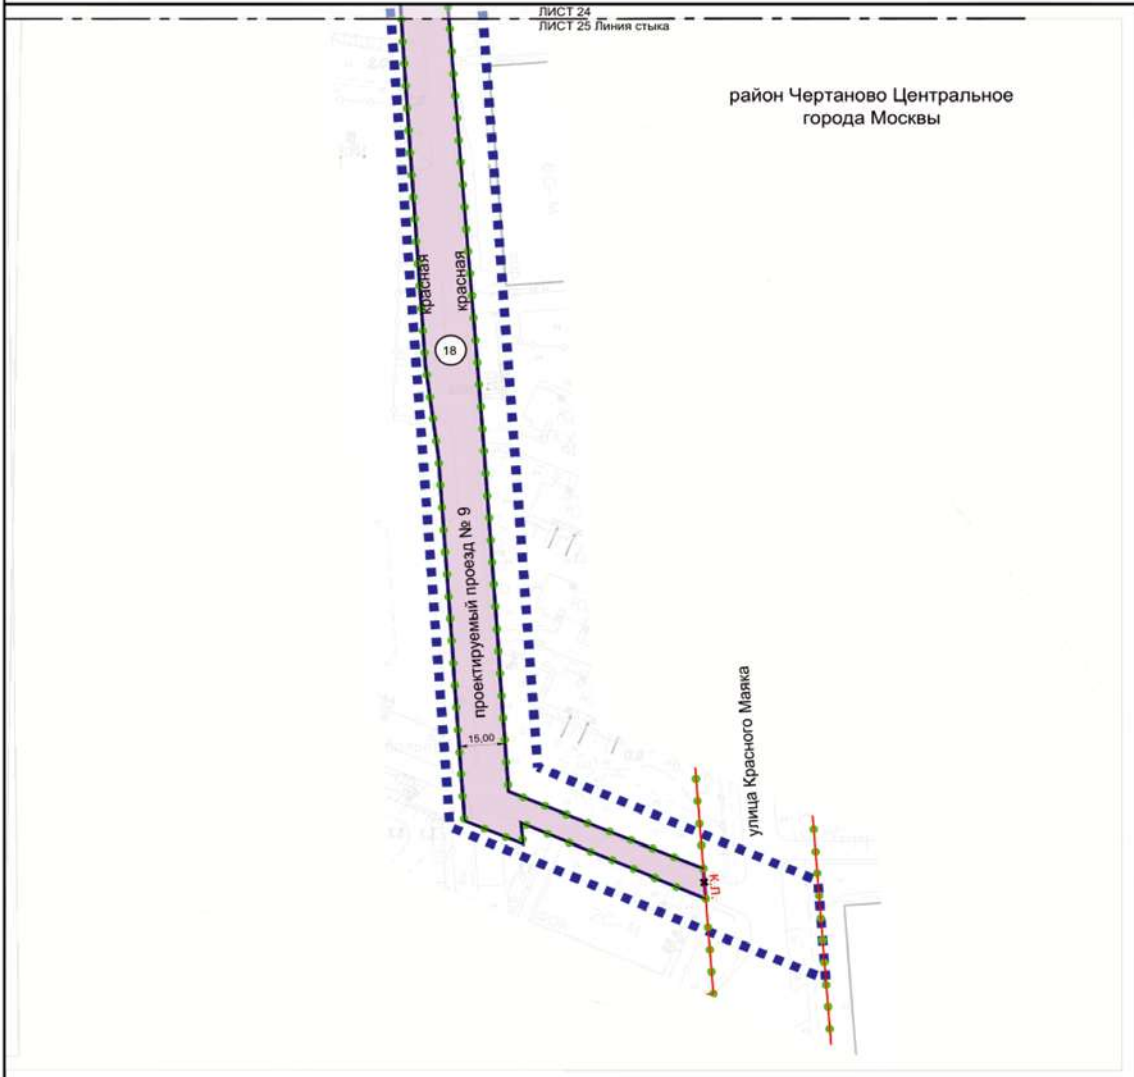 ЛИСТ 24
ЛИСТ 25 Линия стыка
район Чертаново Центральное
города Москвы
красная
красная
18
проектируемый проезд № 9
15,00
улица Красного Маяка
к.п.